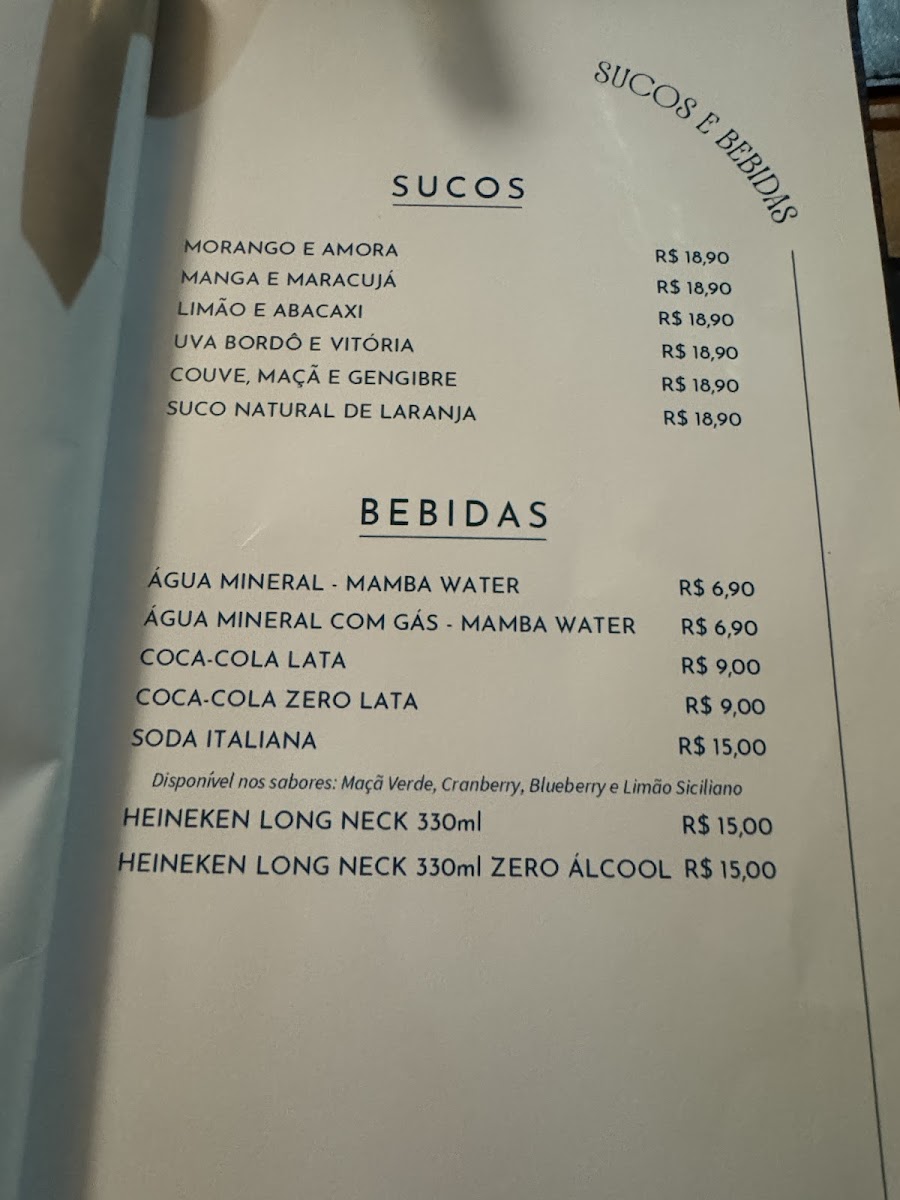 SUCOS E BEBIDAS
SUCOS
MORANGO E AMORA R$ 18,90
MANGA E MARACUJÁ R$ 18,90
LIMÃO E ABACAXI R$ 18,90
UVA BORDÔ E VITÓRIA R$ 18,90
COUVE, MAÇÃ E GENGIBRE R$ 18,90
SUCO NATURAL DE LARANJA R$ 18,90
BEBIDAS
ÁGUA MINERAL - MAMBA WATER R$ 6,90
ÁGUA MINERAL COM GÁS - MAMBA WATER R$ 6,90
COCA-COLA LATA R$ 9,00
COCA-COLA ZERO LATA R$ 9,00
SODA ITALIANA R$ 15,00
Disponível nos sabores: Maçã Verde, Cranberry, Blueberry e Limão Siciliano
HEINEKEN LONG NECK 330ml R$ 15,00
HEINEKEN LONG NECK 330ml ZERO ÁLCOOL R$ 15,00